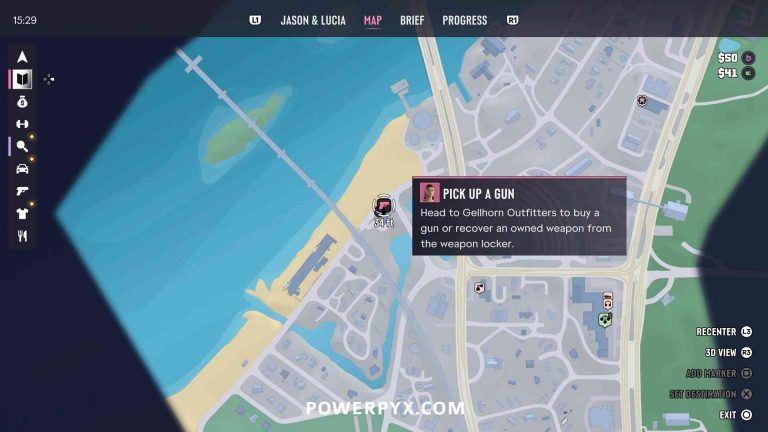 15:29
L1 JASON & LUCIA MAP BRIEF PROGRESS R1
$50
$41
PICK UP A GUN
Head to Gellhorn Outfitters to buy a
gun or recover an owned weapon from
the weapon locker.
34 ft
RECENTER L3
3D VIEW R3
ADD MARKER
SET DESTINATION
EXIT
POWERPYX.COM